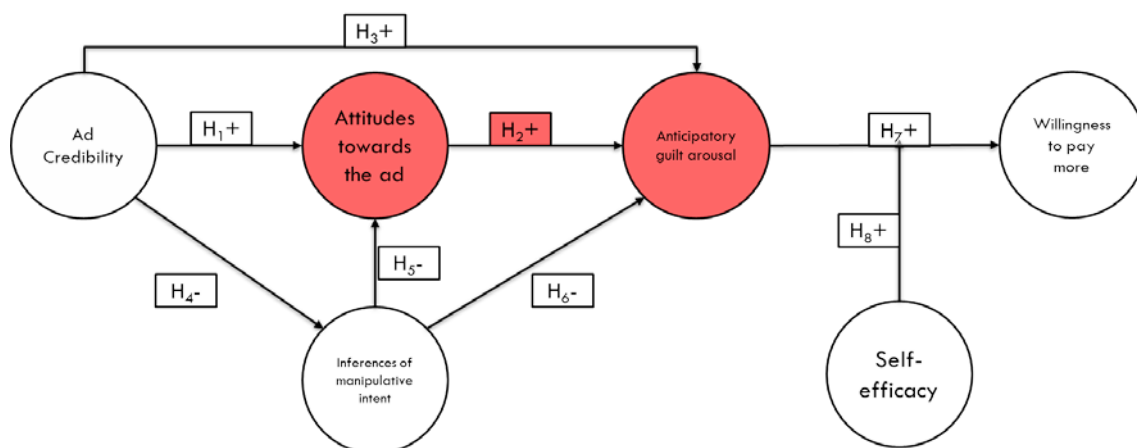 H₃+
Ad
Credibility
H₁+
Attitudes
towards
the ad
H₂+
Anticipatory
guilt arousal
H₇+
Willingness
to pay
more
H₄-
H₅-
H₆-
H₈+
Inferences of
manipulative
intent
Self-
efficacy